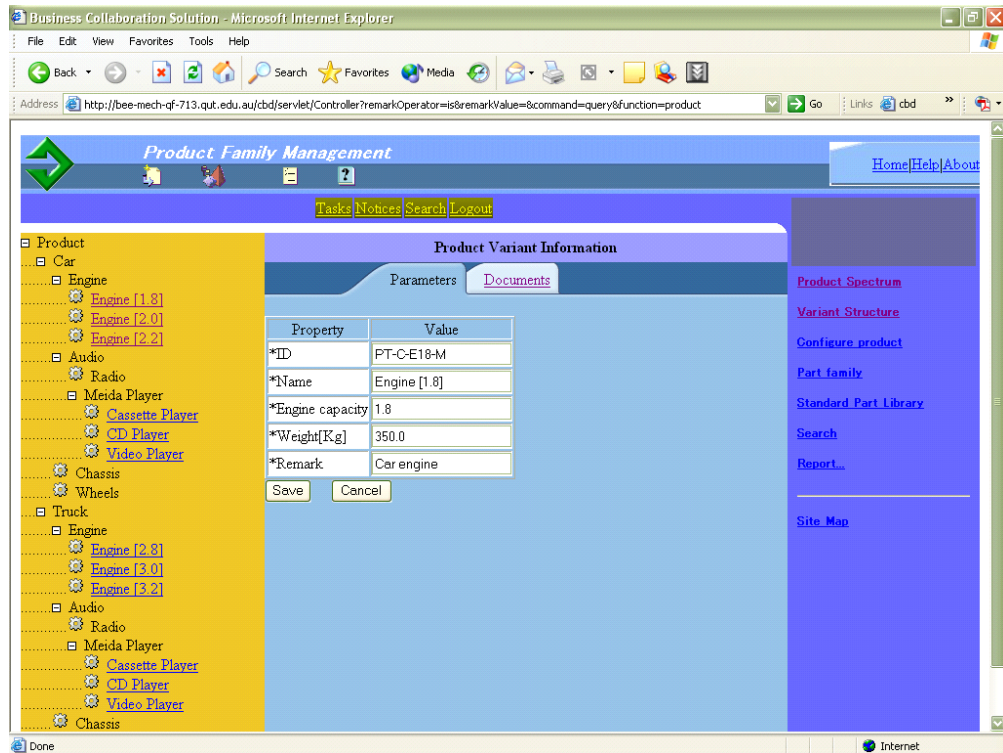 Business Collaboration Solution - Microsoft Internet Explorer
File Edit View Favorites Tools Help
Back Search Favorites Media
Address http://bee-mech-qf-713.qut.edu.au/cbd/servlet/Controller?remarkOperator=is&remarkValue=&command=query&function=product Go Links cbd »
Product Family Management
Home|Help|About
Tasks Notices Search Logout
Product
Car
Engine
Engine [1.8]
Engine [2.0]
Engine [2.2]
Audio
Radio
Meida Player
Cassette Player
CD Player
Video Player
Chassis
Wheels
Truck
Engine
Engine [2.8]
Engine [3.0]
Engine [3.2]
Audio
Radio
Meida Player
Cassette Player
CD Player
Video Player
Chassis
Product Variant Information
Parameters Documents
Property Value
*ID PT-C-E18-M
*Name Engine [1.8]
*Engine capacity 1.8
*Weight[Kg] 350.0
*Remark Car engine
Save Cancel
Product Spectrum
Variant Structure
Configure product
Part family
Standard Part Library
Search
Report...
Site Map
Done Internet